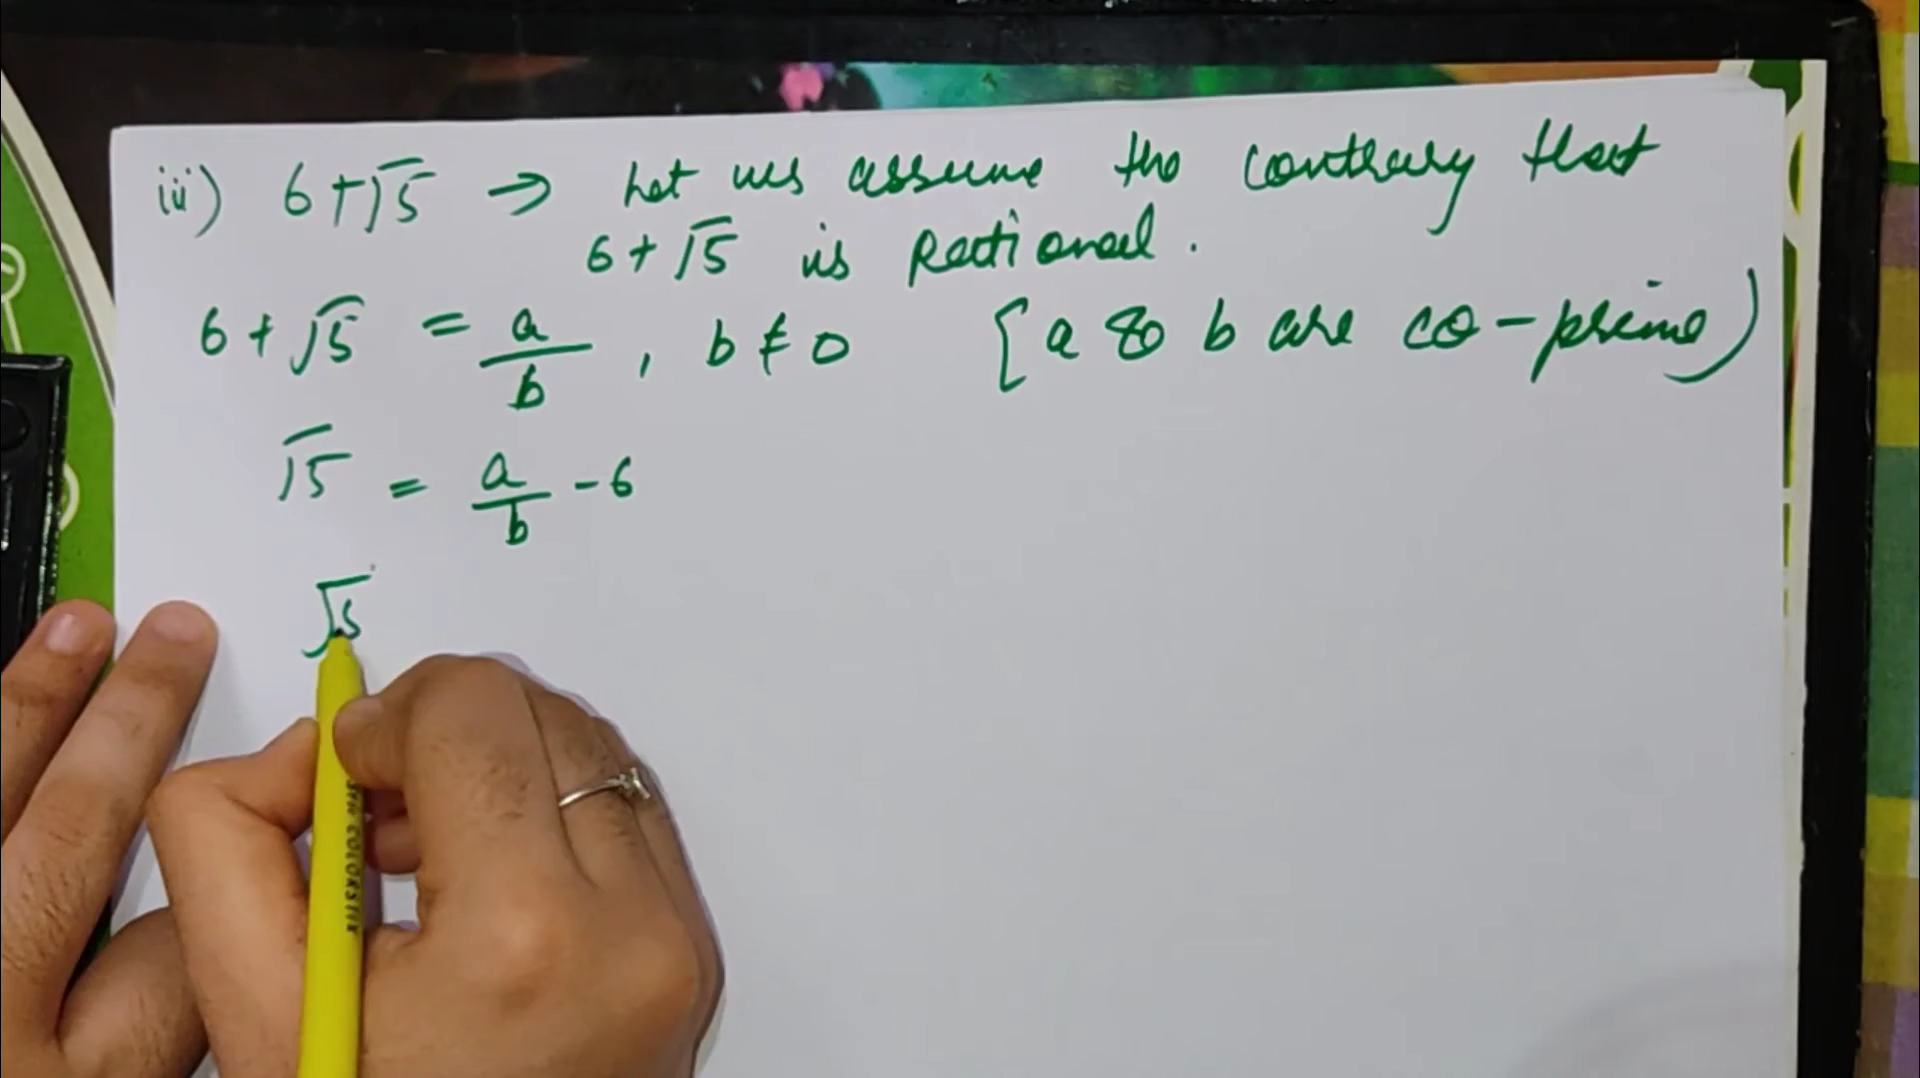 iii) 6+√5 → Let us assume the contrary that
6+√5 is Rational.
6+√5 = a/b, b≠0 [a & b are co-prime)
√5 = a/b -6
√5
COLORSTIX